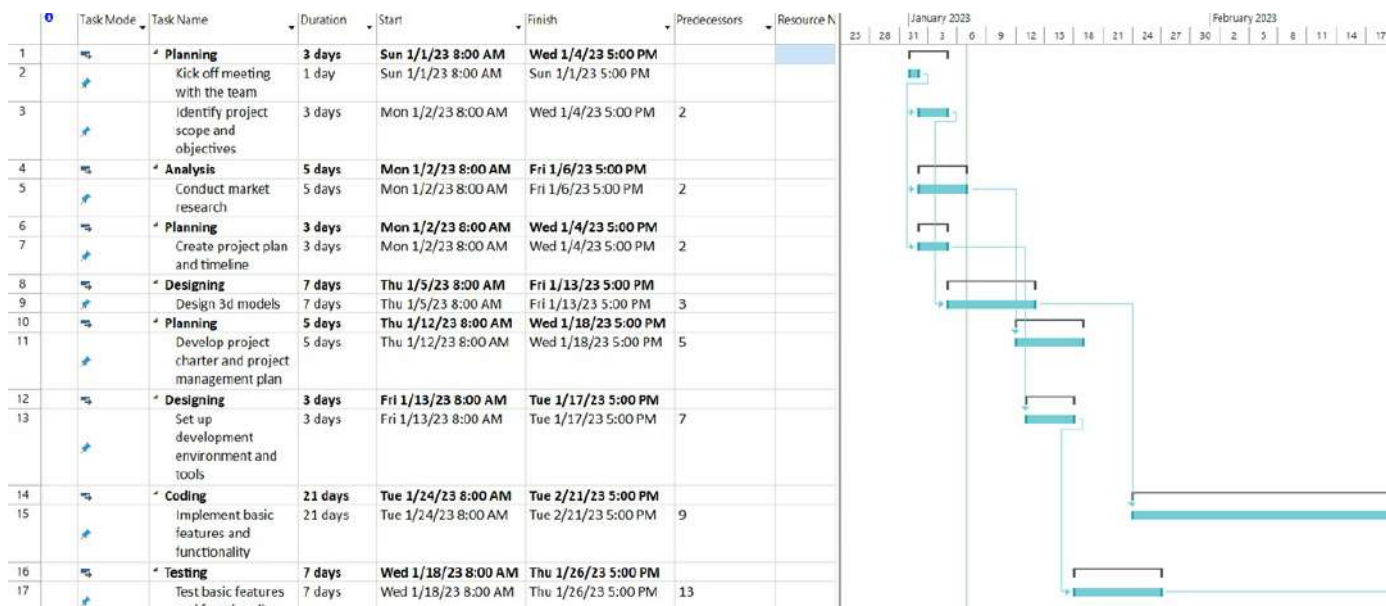 Task Mode Task Name Duration Start Finish Predecessors Resource N
January 2023 February 2023
25 28 31 3 6 9 12 15 18 21 24 27 30 2 5 8 11 14 17
1 Planning 3 days Sun 1/1/23 8:00 AM Wed 1/4/23 5:00 PM
2 Kick off meeting 1 day Sun 1/1/23 8:00 AM Sun 1/1/23 5:00 PM
with the team
3 Identify project 3 days Mon 1/2/23 8:00 AM Wed 1/4/23 5:00 PM 2
scope and
objectives
4 Analysis 5 days Mon 1/2/23 8:00 AM Fri 1/6/23 5:00 PM
5 Conduct market 5 days Mon 1/2/23 8:00 AM Fri 1/6/23 5:00 PM 2
research
6 Planning 3 days Mon 1/2/23 8:00 AM Wed 1/4/23 5:00 PM
7 Create project plan 3 days Mon 1/2/23 8:00 AM Wed 1/4/23 5:00 PM 2
and timeline
8 Designing 7 days Thu 1/5/23 8:00 AM Fri 1/13/23 5:00 PM
9 Design 3d models 7 days Thu 1/5/23 8:00 AM Fri 1/13/23 5:00 PM 3
10 Planning 5 days Thu 1/12/23 8:00 AM Wed 1/18/23 5:00 PM
11 Develop project 5 days Thu 1/12/23 8:00 AM Wed 1/18/23 5:00 PM 5
charter and project
management plan
12 Designing 3 days Fri 1/13/23 8:00 AM Tue 1/17/23 5:00 PM
13 Set up 3 days Fri 1/13/23 8:00 AM Tue 1/17/23 5:00 PM 7
development
environment and
tools
14 Coding 21 days Tue 1/24/23 8:00 AM Tue 2/21/23 5:00 PM
15 Implement basic 21 days Tue 1/24/23 8:00 AM Tue 2/21/23 5:00 PM 9
features and
functionality
16 Testing 7 days Wed 1/18/23 8:00 AM Thu 1/26/23 5:00 PM
17 Test basic features 7 days Wed 1/18/23 8:00 AM Thu 1/26/23 5:00 PM 13